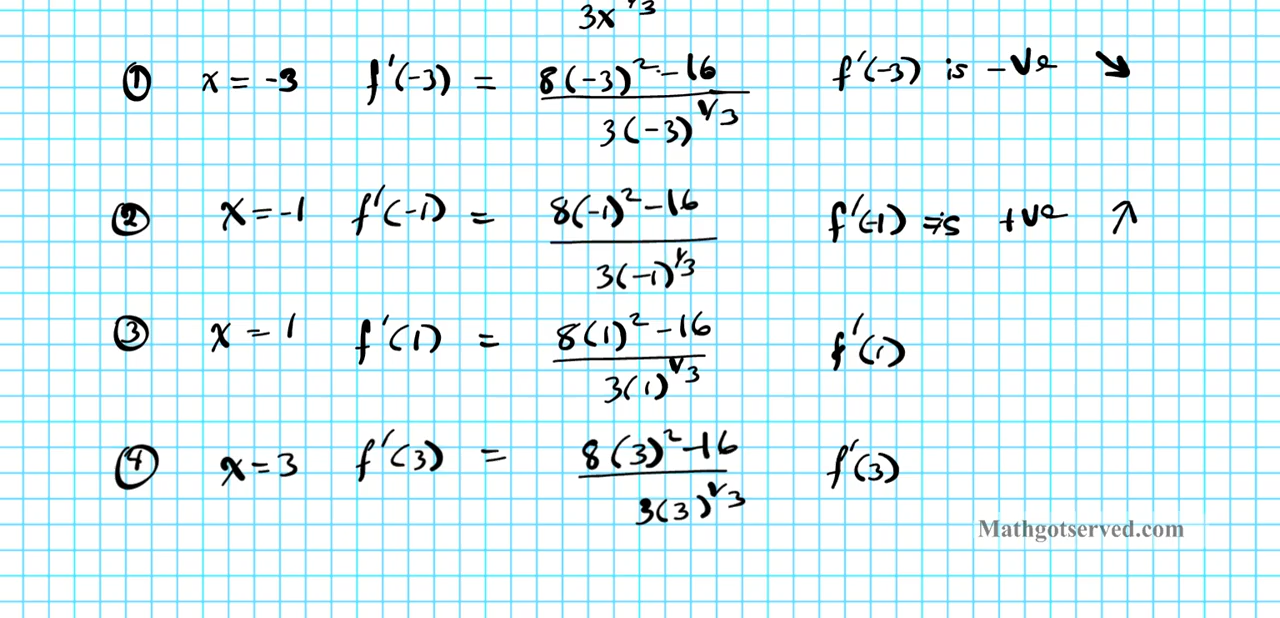 3x^1/3
① x = -3 f'(-3) = 8(-3)² - 16 / 3(-3)^1/3 f'(-3) is -ve ↘
② x = -1 f'(-1) = 8(-1)² - 16 / 3(-1)^1/3 f'(-1) is +ve ↗
③ x = 1 f'(1) = 8(1)² - 16 / 3(1)^1/3 f'(1)
④ x = 3 f'(3) = 8(3)² - 16 / 3(3)^1/3 f'(3)
Mathgotserved.com